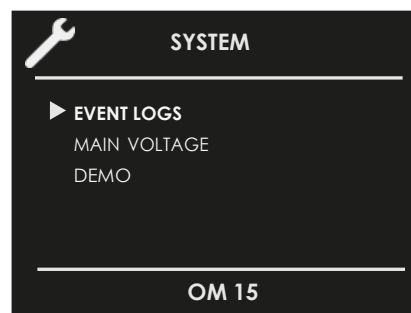 SYSTEM
EVENT LOGS
MAIN VOLTAGE
DEMO
OM 15